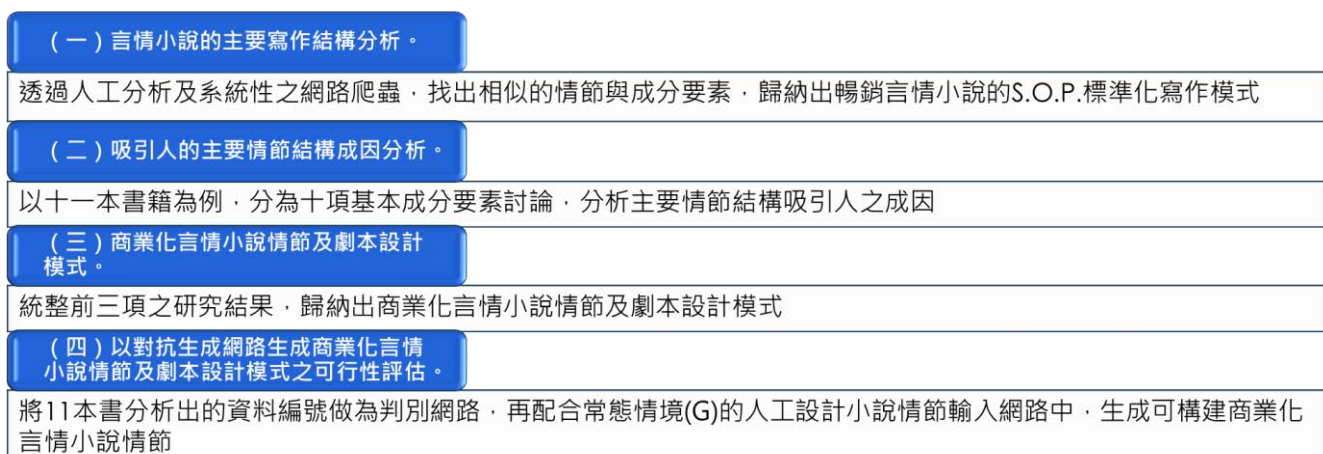 (一)言情小說的主要寫作結構分析。
透過人工分析及系統性之網路爬蟲,找出相似的情節與成分要素,歸納出暢銷言情小說的S.O.P.標準化寫作模式
(二)吸引人的主要情節結構成因分析。
以十一本書籍為例,分為十項基本成分要素討論,分析主要情節結構吸引人之成因
(三)商業化言情小說情節及劇本設計
模式。
統整前三項之研究結果,歸納出商業化言情小說情節及劇本設計模式
(四)以對抗生成網路生成商業化言情
小說情節及劇本設計模式之可行性評估。
將11本書分析出的資料編號做為判別網路,再配合常態情境(G)的人工設計小說情節輸入網路中,生成可構建商業化
言情小說情節